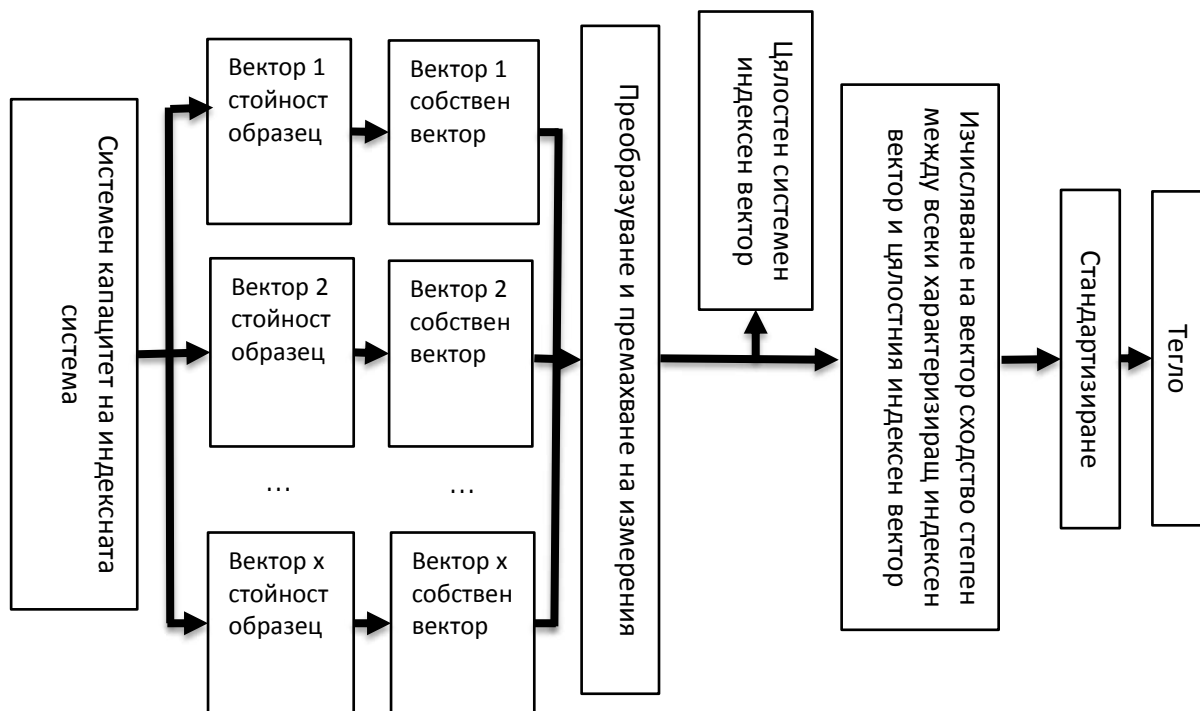 Системен капацитет на индексната
система
Вектор 1
стойност
образец
Вектор 1
собствен
вектор
Вектор 2
стойност
образец
Вектор 2
собствен
вектор
...
...
Вектор x
стойност
образец
Вектор x
собствен
вектор
Преобразуване и премахване на измерения
Цялостен системен
индексен вектор
Изчисляване на вектор сходство степен
между всеки характеризиращ индексен
вектор и цялостния индексен вектор
Стандартизиране
Тегло